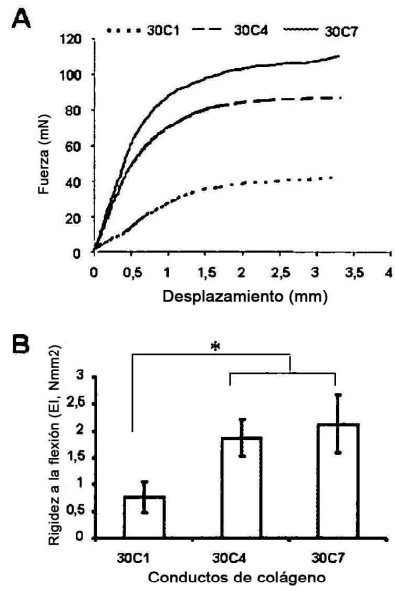 A
30C1 30C4 30C7
120
100
80
60
40
20
0
Fuerza (mN)
0 0,5 1 1,5 2 2,5 3 3,5
Desplazamiento (mm)
B
*
3
2,5
2
1,5
1
0,5
0
Rigidez a la flexión (EI, Nmm2)
30C1 30C4 30C7
Conductos de colágeno